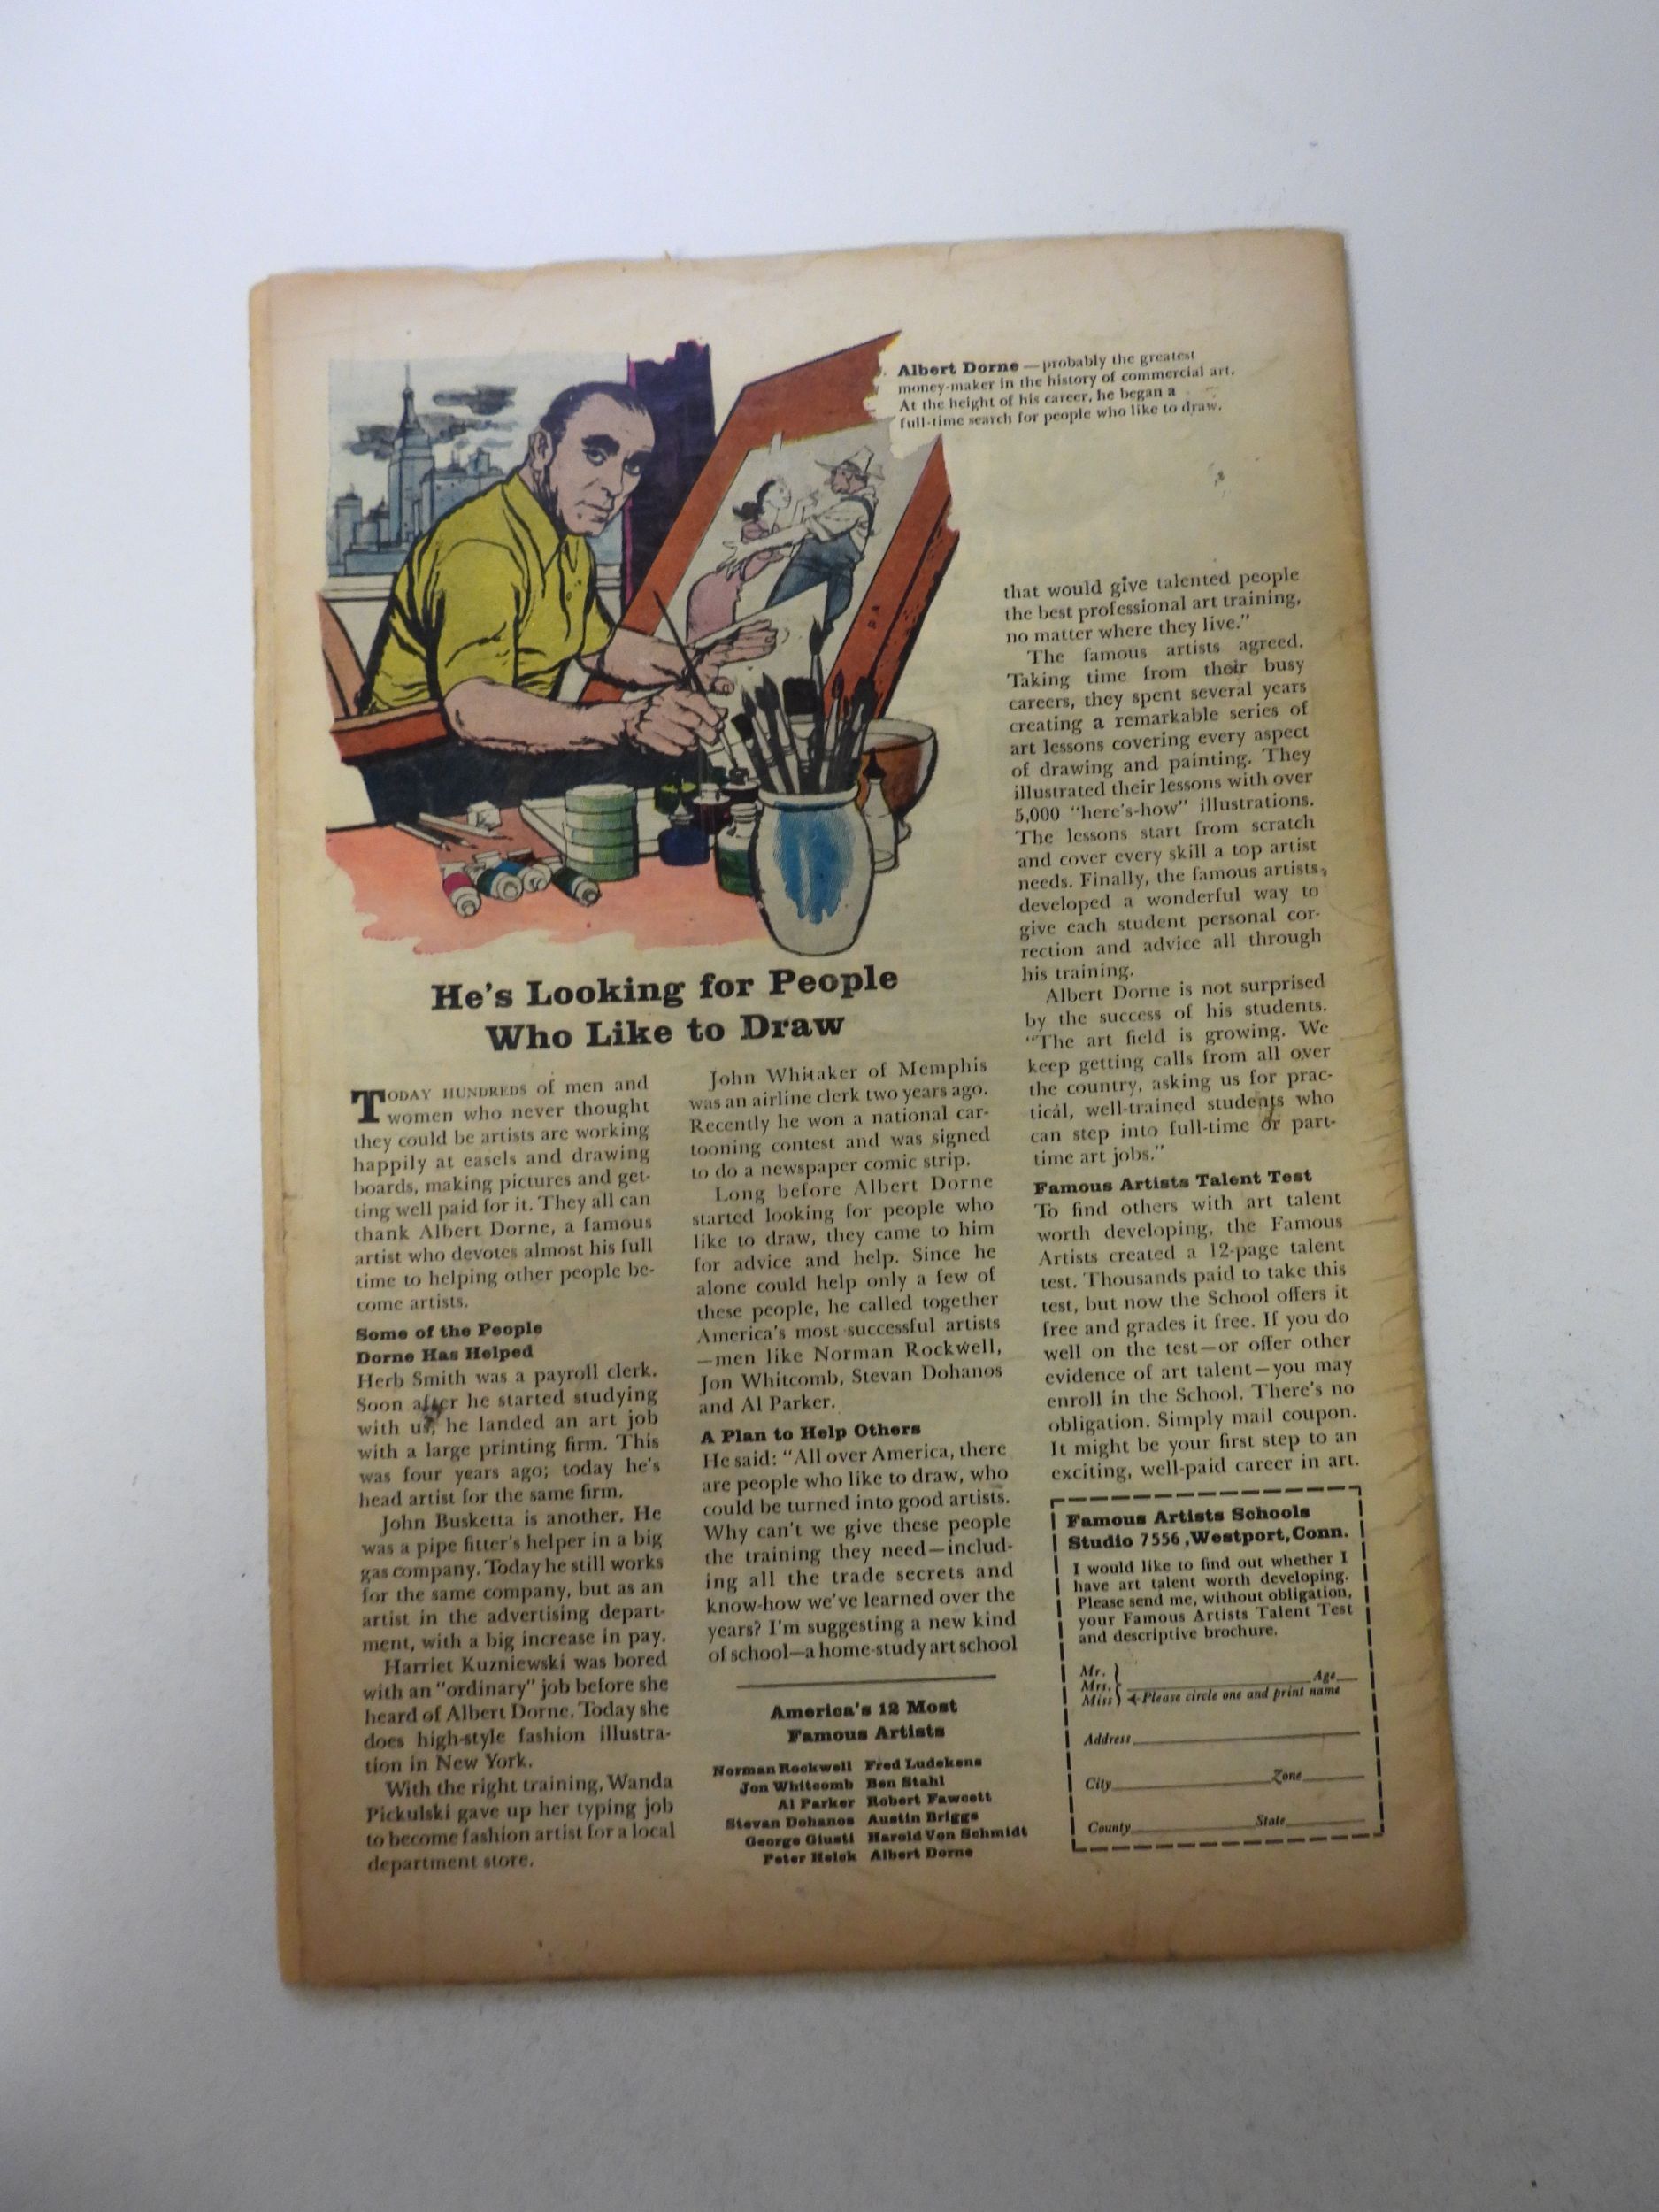 Albert Dorne — probably the greatest
money-maker in the history of commercial art.
At the height of his career, he began a
full-time search for people who like to draw.
He's Looking for People
Who Like to Draw
TODAY HUNDREDS of men and
women who never thought
they could be artists are working
happily at easels and drawing
boards, making pictures and get-
ting well paid for it. They all can
thank Albert Dorne, a famous
artist who devotes almost his full
time to helping other people be-
come artists.
Some of the People
Dorne Has Helped
Herb Smith was a payroll clerk.
Soon after he started studying
with us, he landed an art job
with a large printing firm. This
was four years ago; today he's
head artist for the same firm.
John Busketta is another. He
was a pipe fitter's helper in a big
gas company. Today he still works
for the same company, but as an
artist in the advertising depart-
ment, with a big increase in pay.
Harriet Kuzniewski was bored
with an "ordinary" job before she
heard of Albert Dorne. Today she
does high-style fashion illustra-
tion in New York.
With the right training, Wanda
Pickulski gave up her typing job
to become fashion artist for a local
department store.
John Whitaker of Memphis
was an airline clerk two years ago.
Recently he won a national car-
tooning contest and was signed
to do a newspaper comic strip.
Long before Albert Dorne
started looking for people who
like to draw, they came to him
for advice and help. Since he
alone could help only a few of
these people, he called together
America's most successful artists
—men like Norman Rockwell,
Jon Whitcomb, Stevan Dohanos
and Al Parker.
A Plan to Help Others
He said: "All over America, there
are people who like to draw, who
could be turned into good artists.
Why can't we give these people
the training they need—includ-
ing all the trade secrets and
know-how we've learned over the
years? I'm suggesting a new kind
of school—a home-study art school
America's 12 Most
Famous Artists
Norman Rockwell Fred Ludekens
Jon Whitcomb Ben Stahl
Al Parker Robert Fawcett
Stevan Dohanos Austin Briggs
George Giusti Harold Von Schmidt
Peter Helck Albert Dorne
that would give talented people
the best professional art training,
no matter where they live."
The famous artists agreed.
Taking time from their busy
careers, they spent several years
creating a remarkable series of
art lessons covering every aspect
of drawing and painting. They
illustrated their lessons with over
5,000 "here's-how" illustrations.
The lessons start from scratch
and cover every skill a top artist
needs. Finally, the famous artists
developed a wonderful way to
give each student personal cor-
rection and advice all through
his training.
Albert Dorne is not surprised
by the success of his students.
"The art field is growing. We
keep getting calls from all over
the country, asking us for prac-
tical, well-trained students who
can step into full-time or part-
time art jobs."
Famous Artists Talent Test
To find others with art talent
worth developing, the Famous
Artists created a 12-page talent
test. Thousands paid to take this
test, but now the School offers it
free and grades it free. If you do
well on the test—or offer other
evidence of art talent—you may
enroll in the School. There's no
obligation. Simply mail coupon.
It might be your first step to an
exciting, well-paid career in art.
Famous Artists Schools
Studio 7556, Westport, Conn.
I would like to find out whether I
have art talent worth developing.
Please send me, without obligation,
your Famous Artists Talent Test
and descriptive brochure.
Mr.
Mrs. Age
Miss Please circle one and print name
Address
City Zone
County State